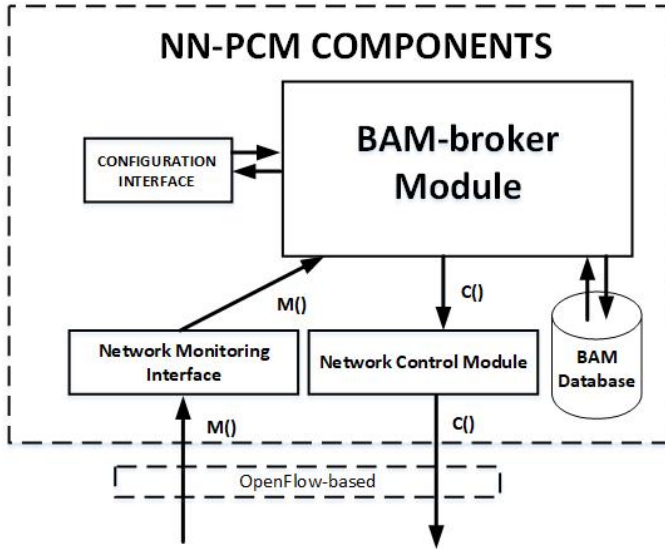 NN-PCM COMPONENTS
BAM-broker
Module
CONFIGURATION
INTERFACE
M()
C()
Network Monitoring
Interface
Network Control Module
BAM
Database
M()
C()
OpenFlow-based